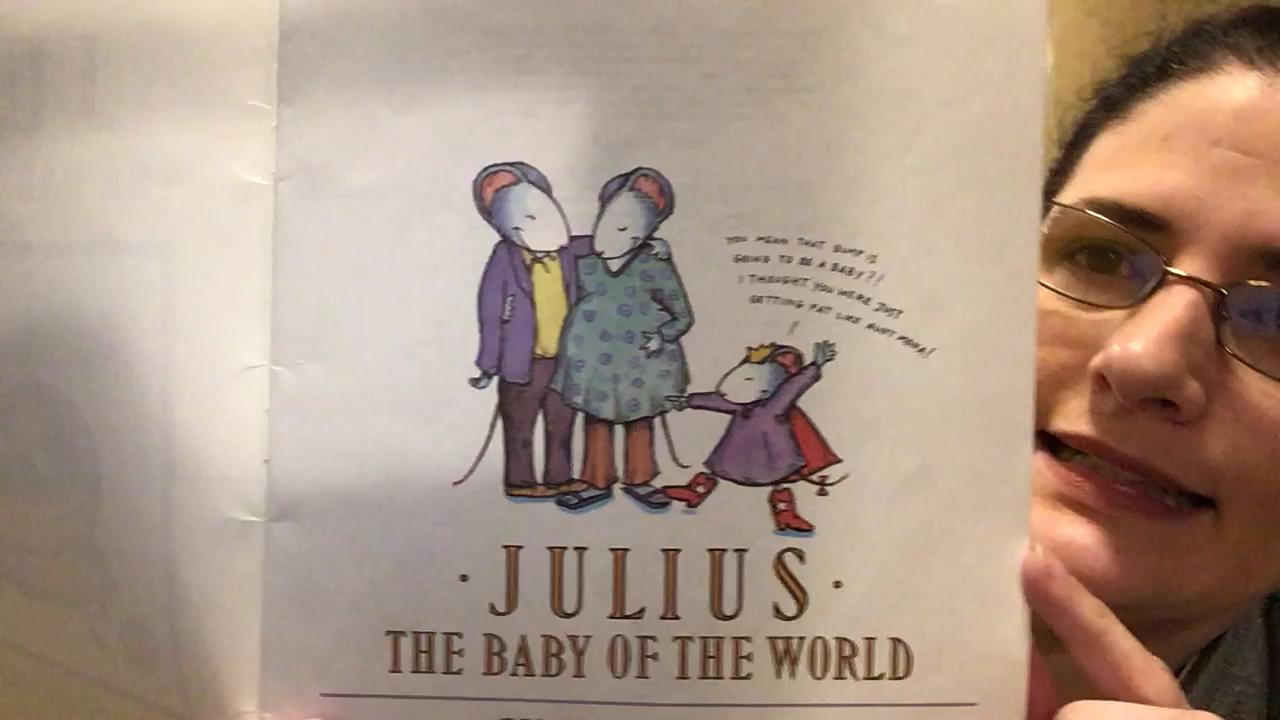 YOU MEAN THAT BUMP IS
GOING TO BE A BABY?!
I THOUGHT YOU WERE JUST
GETTING FAT LIKE AUNT MONA!
· JULIUS ·
THE BABY OF THE WORLD